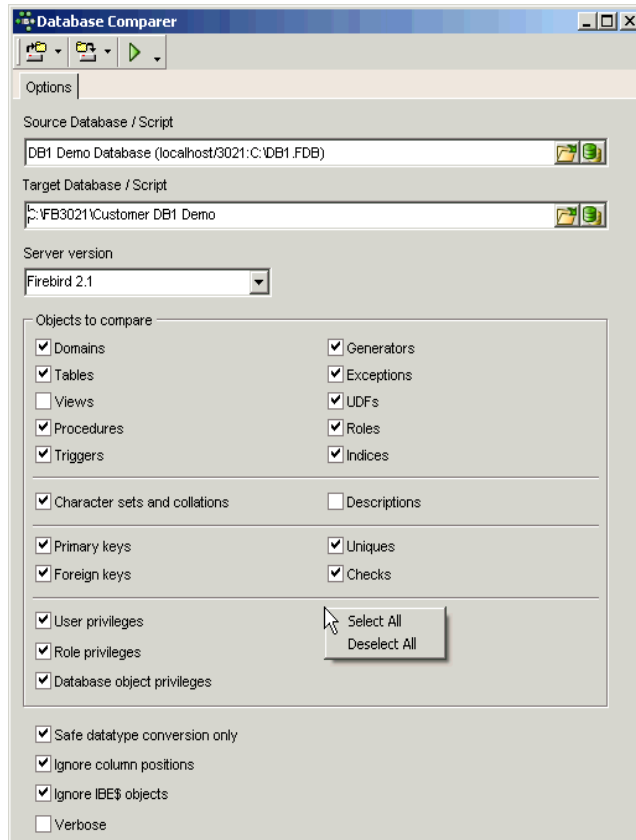 Database Comparer
Options
Source Database / Script
DB1 Demo Database (localhost/3021:C:\DB1.FDB)
Target Database / Script
C:\FB3021\Customer DB1 Demo
Server version
Firebird 2.1
Objects to compare
Domains
Generators
Tables
Exceptions
Views
UDFs
Procedures
Roles
Triggers
Indices
Character sets and collations
Descriptions
Primary keys
Uniques
Foreign keys
Checks
User privileges
Select All
Deselect All
Role privileges
Database object privileges
Safe datatype conversion only
Ignore column positions
Ignore IBE$ objects
Verbose